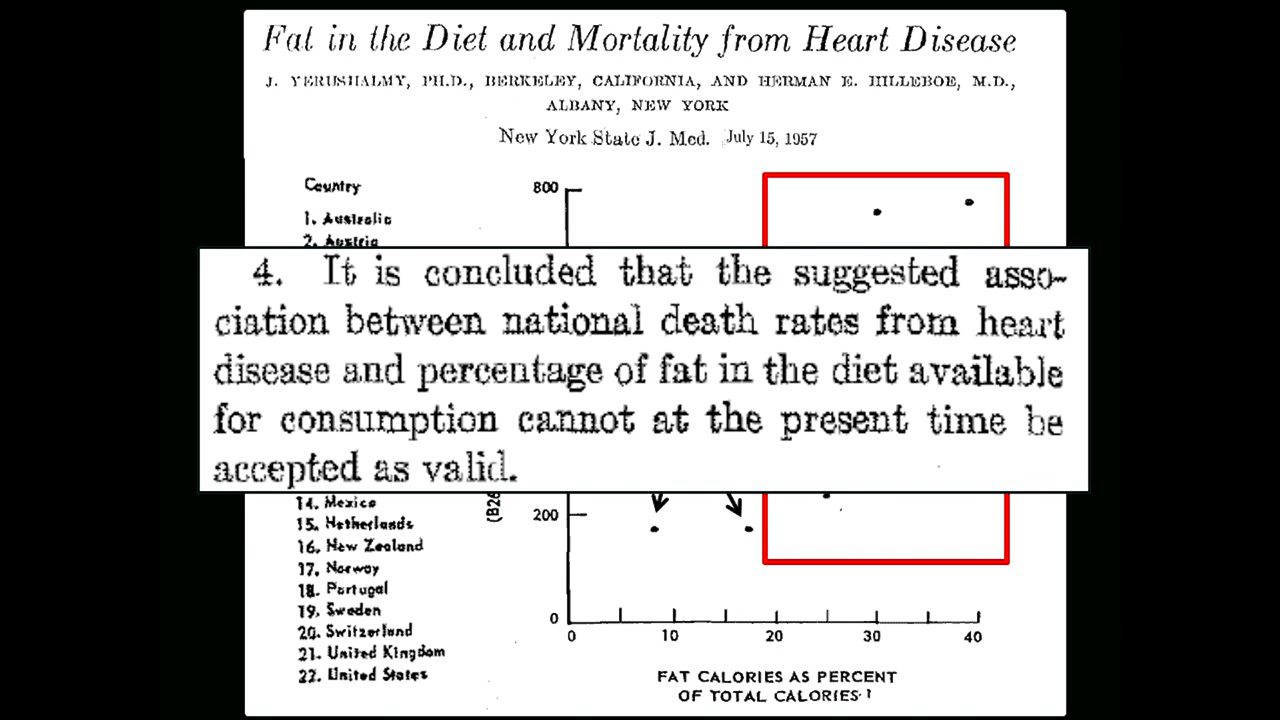 Fat in the Diet and Mortality from Heart Disease
J. YERUSHALMY, PH.D., BERKELEY, CALIFORNIA, AND HERMAN E. HILLEBOE, M.D.,
ALBANY, NEW YORK
New York State J. Med. July 15, 1957
Country
1. Australia
2. Austria
800
4. It is concluded that the suggested asso-
ciation between national death rates from heart
disease and percentage of fat in the diet available
for consumption cannot at the present time be
accepted as valid.
14. Mexico
15. Netherlands
16. New Zealand
17. Norway
18. Portugal
19. Sweden
20. Switzerland
21. United Kingdom
22. United States
(B26
200
0
0 10 20 30 40
FAT CALORIES AS PERCENT
OF TOTAL CALORIES¹